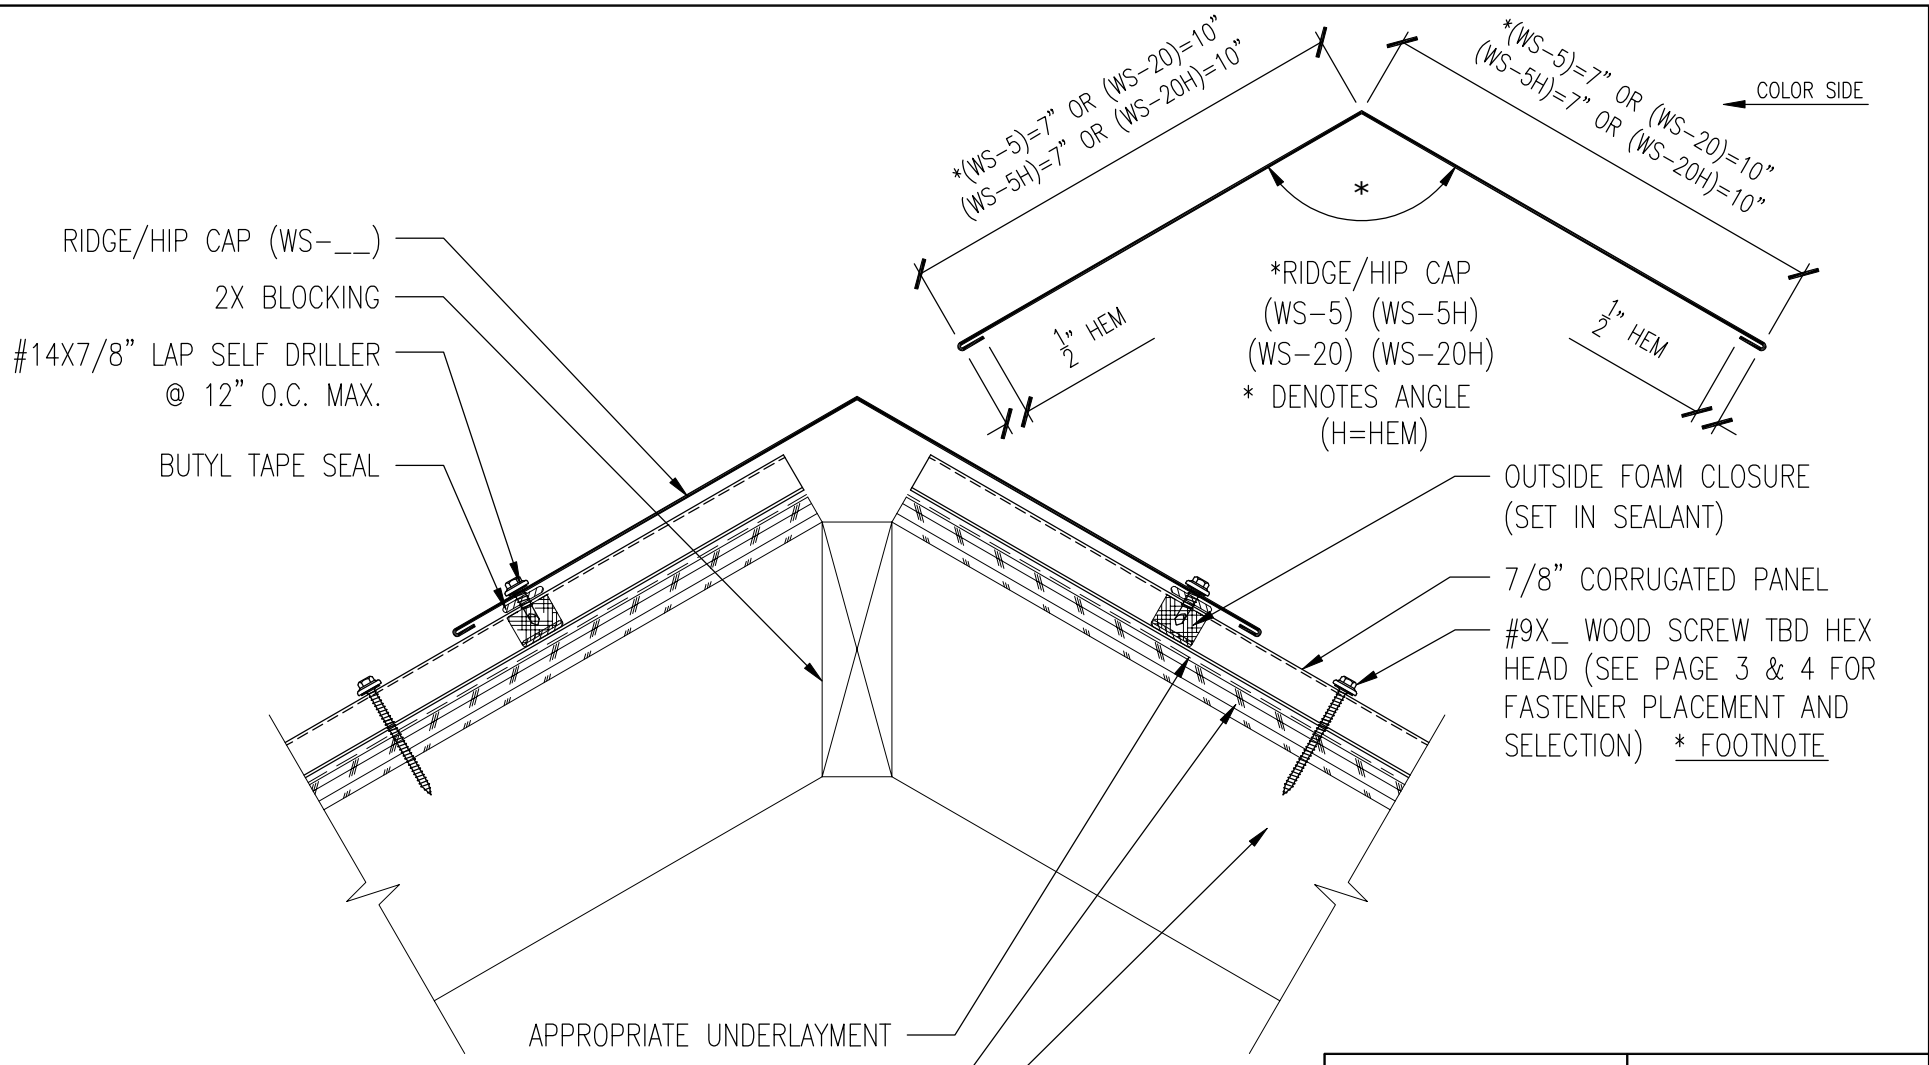 *(WS-5)=7” OR (WS-20)=10”
(WS-5H)=7” OR (WS-20H)=10”
*(WS-5)=7” OR (WS-20)=10”
(WS-5H)=7” OR (WS-20H)=10”
COLOR SIDE
*
1/2” HEM
*RIDGE/HIP CAP
(WS-5) (WS-5H)
(WS-20) (WS-20H)
* DENOTES ANGLE
(H=HEM)
1/2” HEM
RIDGE/HIP CAP (WS-__)
2X BLOCKING
#14X7/8” LAP SELF DRILLER
@ 12” O.C. MAX.
BUTYL TAPE SEAL
OUTSIDE FOAM CLOSURE
(SET IN SEALANT)
7/8” CORRUGATED PANEL
#9X_ WOOD SCREW TBD HEX
HEAD (SEE PAGE 3 & 4 FOR
FASTENER PLACEMENT AND
SELECTION) * FOOTNOTE
APPROPRIATE UNDERLAYMENT